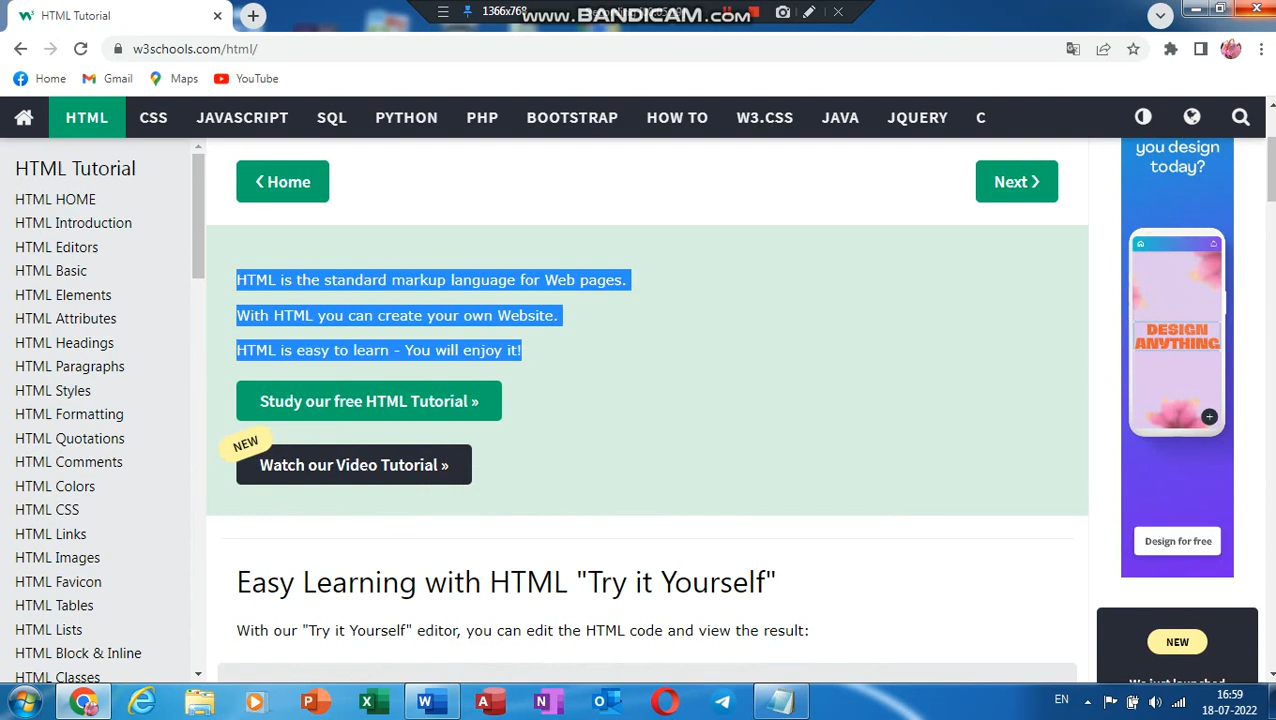 HTML Tutorial
1366x768
www.BANDICAM.com
w3schools.com/html/
Home
Gmail
Maps
YouTube
HTML
CSS
JAVASCRIPT
SQL
PYTHON
PHP
BOOTSTRAP
HOW TO
W3.CSS
JAVA
JQUERY
C
HTML Tutorial
HTML HOME
HTML Introduction
HTML Editors
HTML Basic
HTML Elements
HTML Attributes
HTML Headings
HTML Paragraphs
HTML Styles
HTML Formatting
HTML Quotations
HTML Comments
HTML Colors
HTML CSS
HTML Links
HTML Images
HTML Favicon
HTML Tables
HTML Lists
HTML Block & Inline
HTML Classes
❮ Home
Next ❯
HTML is the standard markup language for Web pages.
With HTML you can create your own Website.
HTML is easy to learn - You will enjoy it!
Study our free HTML Tutorial »
NEW
Watch our Video Tutorial »
Easy Learning with HTML "Try it Yourself"
With our "Try it Yourself" editor, you can edit the HTML code and view the result:
you design
today?
DESIGN
ANYTHING
Design for free
NEW
We just launched
EN
16:59
18-07-2022